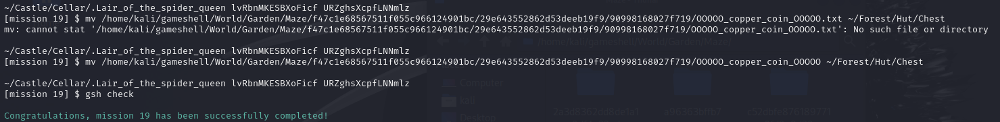 ~/Castle/Cellar/.Lair_of_the_spider_queen lvRbnMKESBXoFicf URZghsXcpfLNNmlz
[mission 19] $ mv /home/kali/gameshell/World/Garden/Maze/f47c1e68567511f055c966124901bc/29e643552862d53deeb19f9/90998168027f719/OOOOO_copper_coin_OOOOO.txt ~/Forest/Hut/Chest
mv: cannot stat '/home/kali/gameshell/World/Garden/Maze/f47c1e68567511f055c966124901bc/29e643552862d53deeb19f9/90998168027f719/OOOOO_copper_coin_OOOOO.txt': No such file or directory
~/Castle/Cellar/.Lair_of_the_spider_queen lvRbnMKESBXoFicf URZghsXcpfLNNmlz
/home/kali/gameshell/World/Garden/Maze/
[mission 19] $ mv /home/kali/gameshell/World/Garden/Maze/f47c1e68567511f055c966124901bc/29e643552862d53deeb19f9/90998168027f719/OOOOO_copper_coin_OOOOO ~/Forest/Hut/Chest
~/Castle/Cellar/.Lair_of_the_spider_queen lvRbnMKESBXoFicf URZghsXcpfLNNmlz
Computer
[mission 19] $ gsh check
kali
Congratulations, mission 19 has been successfully completed!
Desktop